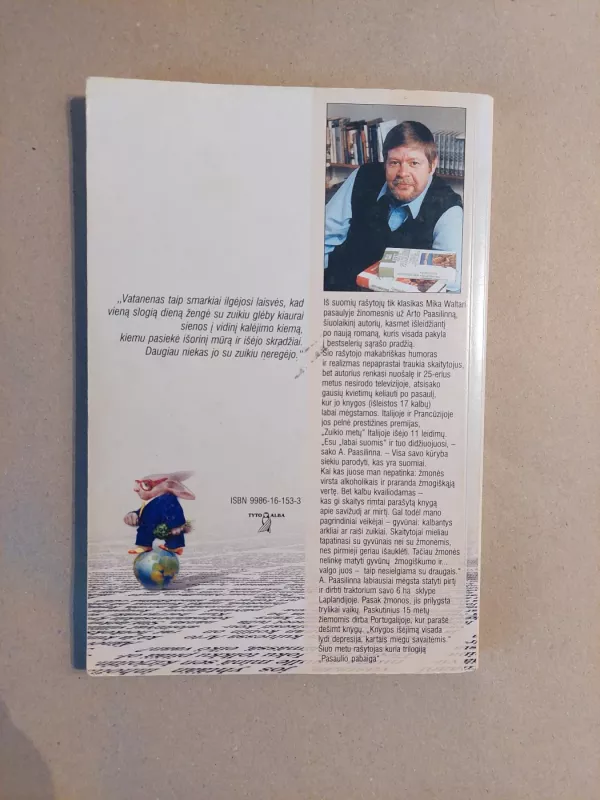 „Vatanenas taip smarkiai ilgėjosi laisvės, kad
vieną slogią dieną žengė su zuikiu glėby kiaurai
sienos į vidinį kalėjimo kiemą,
kiemu pasiekė išorinį mūrą ir išėjo skradžiai.
Daugiau niekas jo su zuikiu neregėjo."
ISBN 9986-16-153-3
TYTO ALBA
Iš suomių rašytojų tik klasikas Mika Waltari
pasaulyje žinomesnis už Arto Paasilinną,
šiuolaikinį autorių, kasmet išleidžiantį
po naują romaną, kuris visada pakyla
į bestselerių sąrašo pradžią.
Šio rašytojo makabriškas humoras
ir realizmas nepaprastai traukia skaitytojus,
bet autorius renkasi nuošalę ir 25-erius
metus nesirodo televizijoje, atsisako
gausių kvietimų keliauti po pasaulį,
kur jo knygos (išleistos 17 kalbų)
labai mėgstamos. Italijoje ir Prancūzijoje
jos pelnė prestižines premijas,
„Zuikio metų" Italijoje išėjo 11 leidimų.
„Esu „labai suomis" ir tuo didžiuojuosi, –
sako A. Paasilinna. – Visa savo kūryba
siekiu parodyti, kas yra suomiai.
Kai kas juose man nepatinka: žmonės
virsta alkoholikais ir praranda žmogiškąją
vertę. Bet kalbu kvailiodamas –
kas gi skaitys rimtai parašytą knygą
apie savižudį ar mirtį. Gal todėl mano
pagrindiniai veikėjai – gyvūnai: kalbantys
arkliai ar raiši zuikiai. Skaitytojai mieliau
tapatinasi su gyvūnais nei su žmonėmis,
nes pirmieji geriau išauklėti. Tačiau žmonės
nelinkę matyti gyvūnų žmogiškumo ir...
valgo juos – taip nesielgiama su draugais."
A. Paasilinna labiausiai mėgsta statyti pirtį
ir dirbti traktorium savo 6 ha sklype
Laplandijoje. Pasak žmonos, jis prilygsta
trylikai vaikų. Paskutinius 15 metų
žiemomis dirba Portugalijoje, kur parašė
dešimt knygų. „Knygos išėjimą visada
lydi depresija, kartais miegu savaitėmis."
Šiuo metu rašytojas kuria trilogiją
„Pasaulio pabaiga".